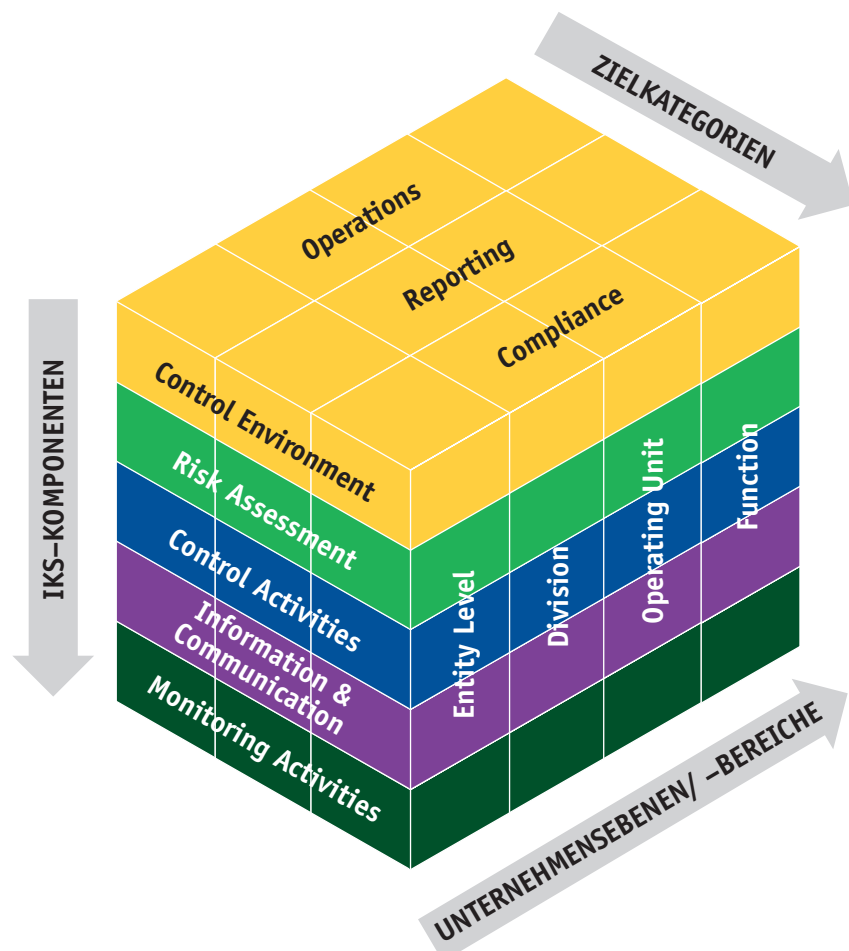 ZIELKATEGORIEN
Operations
Reporting
Compliance
IKS–KOMPONENTEN
Control Environment
Risk Assessment
Control Activities
Information &
Communication
Monitoring Activities
Entity Level
Division
Operating Unit
Function
UNTERNEHMENSEBENEN/ –BEREICHE